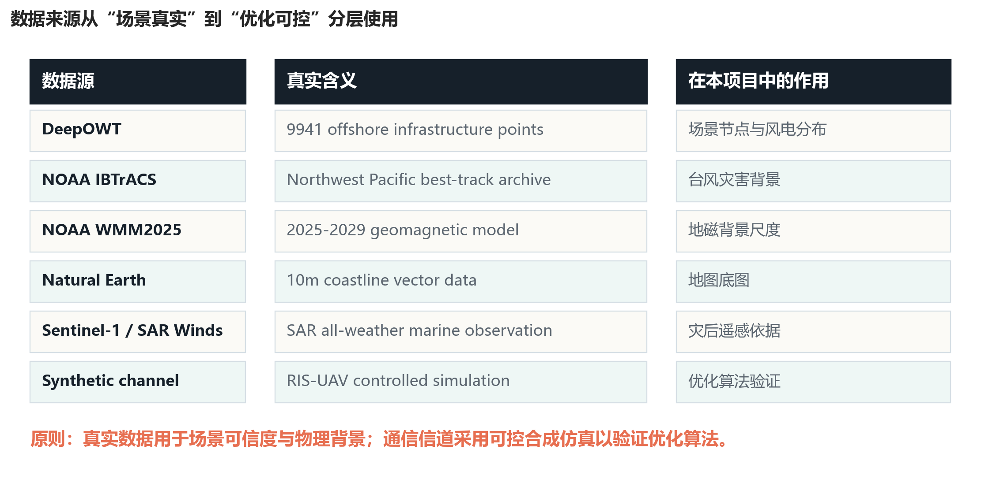 数据来源从“场景真实”到“优化可控”分层使用
数据源 真实含义 在本项目中的作用
DeepOWT 9941 offshore infrastructure points 场景节点与风电分布
NOAA IBTrACS Northwest Pacific best-track archive 台风灾害背景
NOAA WMM2025 2025-2029 geomagnetic model 地磁背景尺度
Natural Earth 10m coastline vector data 地图底图
Sentinel-1 / SAR Winds SAR all-weather marine observation 灾后遥感依据
Synthetic channel RIS-UAV controlled simulation 优化算法验证
原则：真实数据用于场景可信度与物理背景；通信信道采用可控合成仿真以验证优化算法。